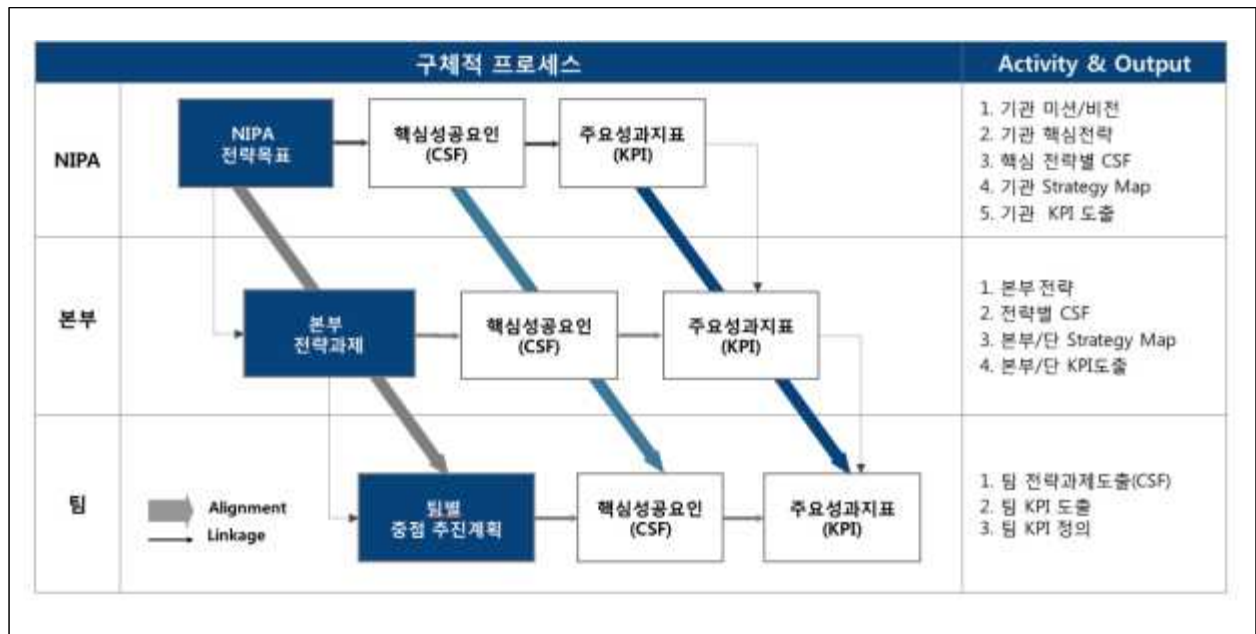 구체적 프로세스
Activity & Output
NIPA
NIPA
전략목표
핵심성공요인
(CSF)
주요성과지표
(KPI)
1. 기관 미션/비전
2. 기관 핵심전략
3. 핵심 전략별 CSF
4. 기관 Strategy Map
5. 기관 KPI 도출
본부
본부
전략과제
핵심성공요인
(CSF)
주요성과지표
(KPI)
1. 본부 전략
2. 전략별 CSF
3. 본부/단 Strategy Map
4. 본부/단 KPI도출
팀
Alignment
Linkage
팀별
중점 추진계획
핵심성공요인
(CSF)
주요성과지표
(KPI)
1. 팀 전략과제도출(CSF)
2. 팀 KPI 도출
3. 팀 KPI 정의